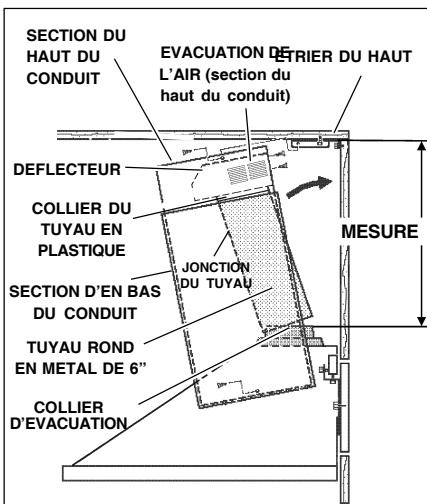 SECTION DU
HAUT DU
CONDUIT
EVACUATION DE
L'AIR (section du
haut du conduit)
ETRIER DU HAUT
DEFLECTEUR
COLLIER DU
TUYAU EN
PLASTIQUE
MESURE
JONCTION
DU TUYAU
SECTION D'EN BAS
DU CONDUIT
TUYAU ROND
EN METAL DE 6”
COLLIER
D'EVACUATION